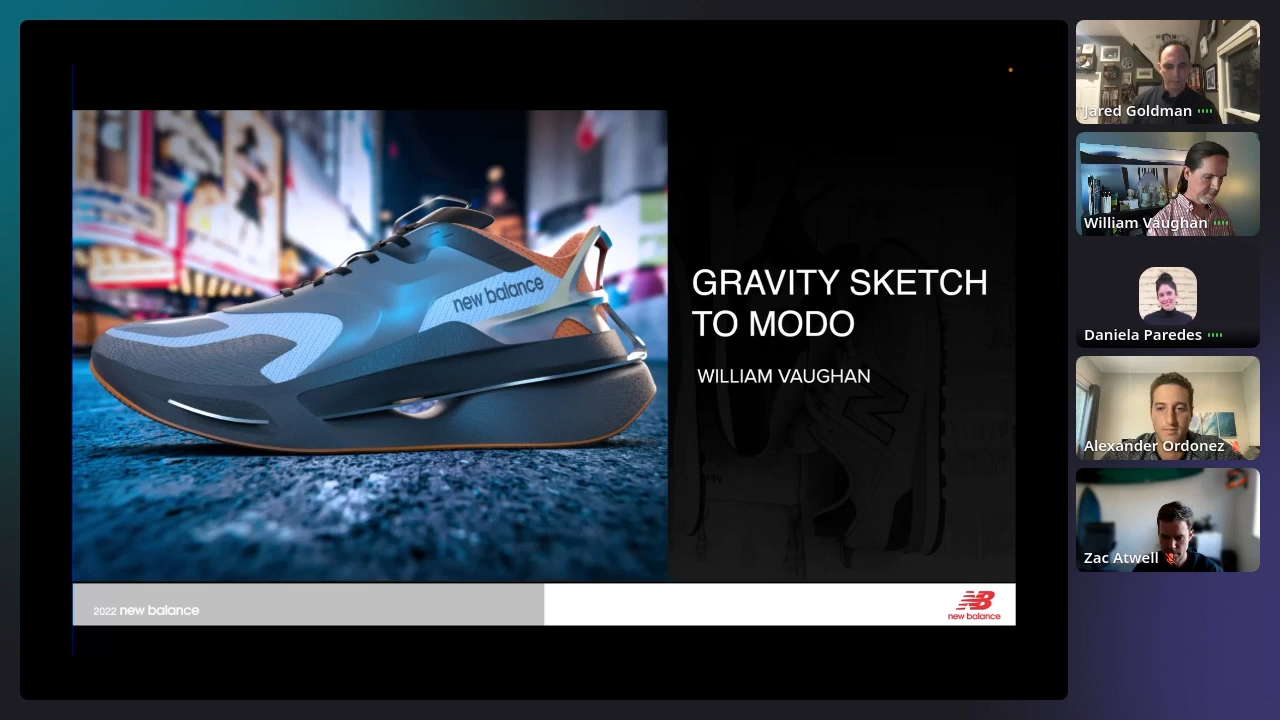 new balance
GRAVITY SKETCH
TO MODO
WILLIAM VAUGHAN
2022 new balance
NB
new balance
Jared Goldman
William Vaughan
Daniela Paredes
Alexander Ordonez
Zac Atwell